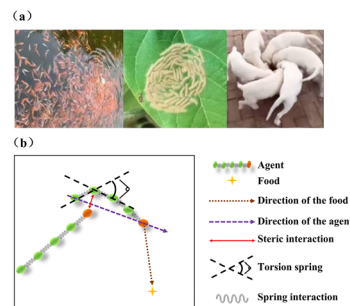 (a)
(b)
Agent
Food
Direction of the food
Direction of the agen
Steric interaction
Torsion spring
Spring interaction